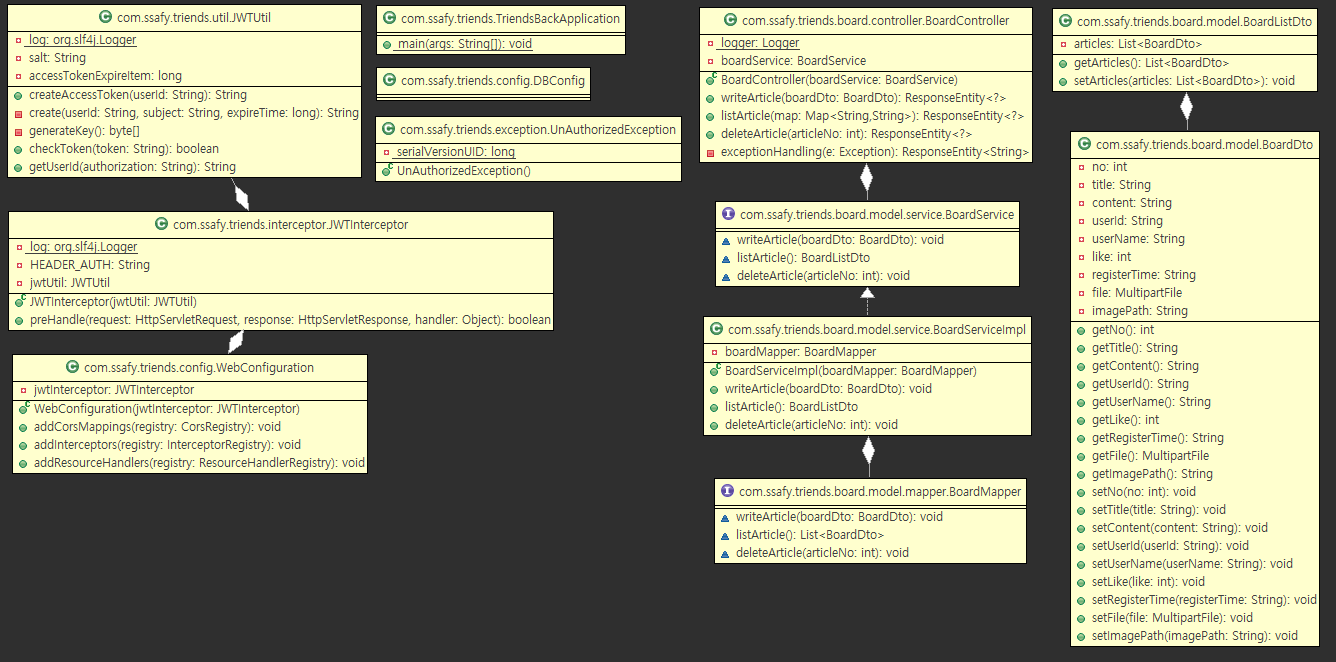 com.ssafy.triends.util.JWTUtil
log: org.slf4j.Logger
salt: String
accessTokenExpireItem: long
createAccessToken(userId: String): String
create(userId: String, subject: String, expireTime: long): String
generateKey(): byte[]
checkToken(token: String): boolean
getUserId(authorization: String): String
com.ssafy.triends.interceptor.JWTInterceptor
log: org.slf4j.Logger
HEADER_AUTH: String
jwtUtil: JWTUtil
JWTInterceptor(jwtUtil: JWTUtil)
preHandle(request: HttpServletRequest, response: HttpServletResponse, handler: Object): boolean
com.ssafy.triends.config.WebConfiguration
jwtInterceptor: JWTInterceptor
WebConfiguration(jwtInterceptor: JWTInterceptor)
addCorsMappings(registry: CorsRegistry): void
addInterceptors(registry: InterceptorRegistry): void
addResourceHandlers(registry: ResourceHandlerRegistry): void
com.ssafy.triends.TriendsBackApplication
main(args: String[]): void
com.ssafy.triends.config.DBConfig
com.ssafy.triends.exception.UnAuthorizedException
serialVersionUID: long
UnAuthorizedException()
com.ssafy.triends.board.controller.BoardController
logger: Logger
boardService: BoardService
BoardController(boardService: BoardService)
writeArticle(boardDto: BoardDto): ResponseEntity<?>
listArticle(map: Map<String,String>): ResponseEntity<?>
deleteArticle(articleNo: int): ResponseEntity<?>
exceptionHandling(e: Exception): ResponseEntity<String>
com.ssafy.triends.board.model.service.BoardService
writeArticle(boardDto: BoardDto): void
listArticle(): BoardListDto
deleteArticle(articleNo: int): void
com.ssafy.triends.board.model.service.BoardServiceImpl
boardMapper: BoardMapper
BoardServiceImpl(boardMapper: BoardMapper)
writeArticle(boardDto: BoardDto): void
listArticle(): BoardListDto
deleteArticle(articleNo: int): void
com.ssafy.triends.board.model.mapper.BoardMapper
writeArticle(boardDto: BoardDto): void
listArticle(): List<BoardDto>
deleteArticle(articleNo: int): void
com.ssafy.triends.board.model.BoardListDto
articles: List<BoardDto>
getArticles(): List<BoardDto>
setArticles(articles: List<BoardDto>): void
com.ssafy.triends.board.model.BoardDto
no: int
title: String
content: String
userId: String
userName: String
like: int
registerTime: String
file: MultipartFile
imagePath: String
getNo(): int
getTitle(): String
getContent(): String
getUserId(): String
getUserName(): String
getLike(): int
getRegisterTime(): String
getFile(): MultipartFile
getImagePath(): String
setNo(no: int): void
setTitle(title: String): void
setContent(content: String): void
setUserId(userId: String): void
setUserName(userName: String): void
setLike(like: int): void
setRegisterTime(registerTime: String): void
setFile(file: MultipartFile): void
setImagePath(imagePath: String): void